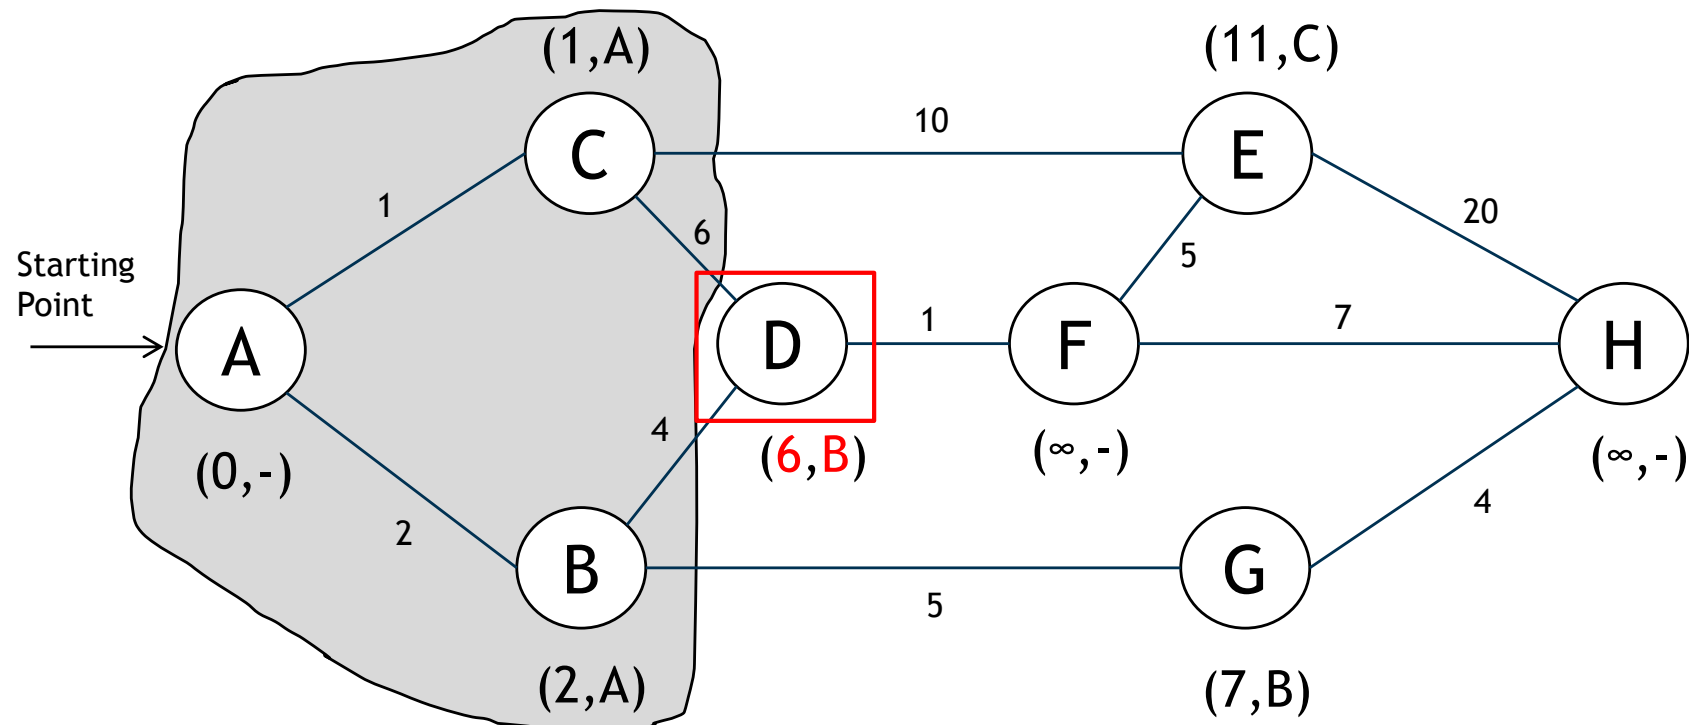 (1,A)
(11,C)
10
C
E
1
20
6
5
Starting
Point
1
7
A
D
F
H
4
(6,B)
(∞,-)
(∞,-)
(0,-)
4
2
B
G
5
(2,A)
(7,B)